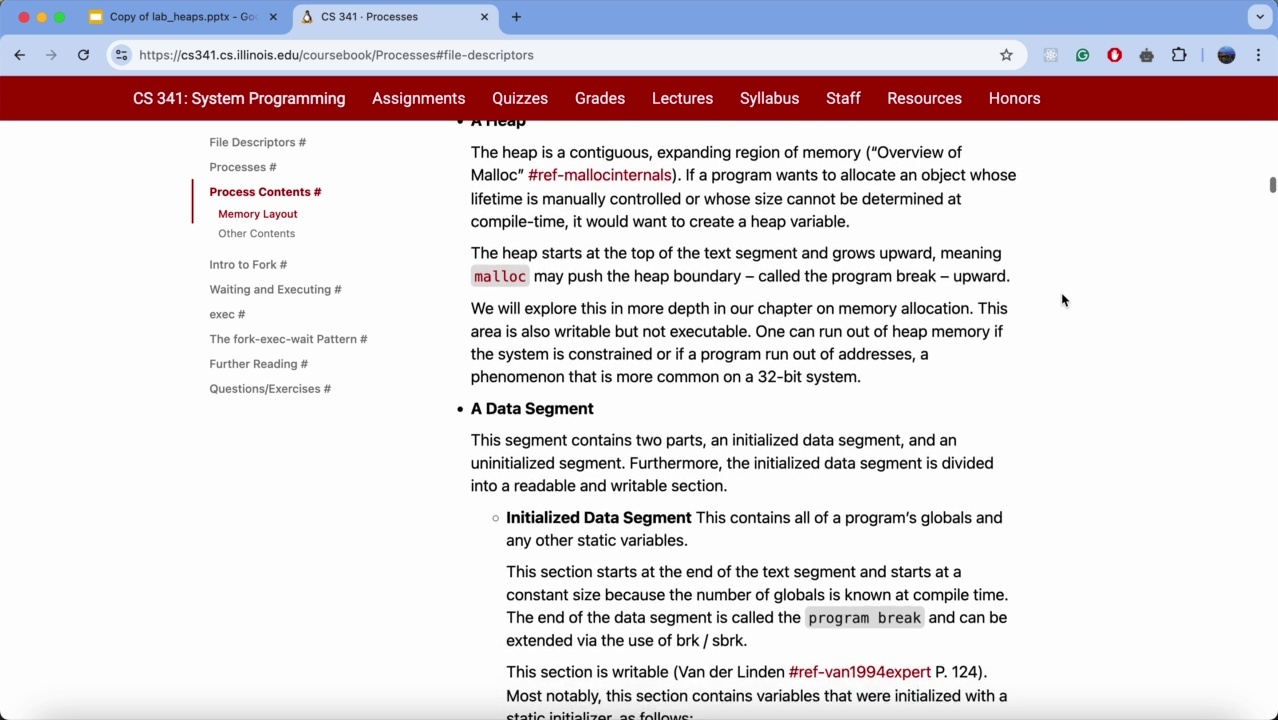 Copy of lab_heaps.pptx - Goo
CS 341 · Processes
https://cs341.cs.illinois.edu/coursebook/Processes#file-descriptors
CS 341: System Programming Assignments Quizzes Grades Lectures Syllabus Staff Resources Honors
File Descriptors #
Processes #
Process Contents #
Memory Layout
Other Contents
Intro to Fork #
Waiting and Executing #
exec #
The fork-exec-wait Pattern #
Further Reading #
Questions/Exercises #
• A Heap
The heap is a contiguous, expanding region of memory (“Overview of
Malloc” #ref-mallocinternals). If a program wants to allocate an object whose
lifetime is manually controlled or whose size cannot be determined at
compile-time, it would want to create a heap variable.
The heap starts at the top of the text segment and grows upward, meaning
malloc may push the heap boundary – called the program break – upward.
We will explore this in more depth in our chapter on memory allocation. This
area is also writable but not executable. One can run out of heap memory if
the system is constrained or if a program run out of addresses, a
phenomenon that is more common on a 32-bit system.
• A Data Segment
This segment contains two parts, an initialized data segment, and an
uninitialized segment. Furthermore, the initialized data segment is divided
into a readable and writable section.
○ Initialized Data Segment This contains all of a program’s globals and
any other static variables.
This section starts at the end of the text segment and starts at a
constant size because the number of globals is known at compile time.
The end of the data segment is called the program break and can be
extended via the use of brk / sbrk.
This section is writable (Van der Linden #ref-van1994expert P. 124).
Most notably, this section contains variables that were initialized with a
static initializer, as follows: